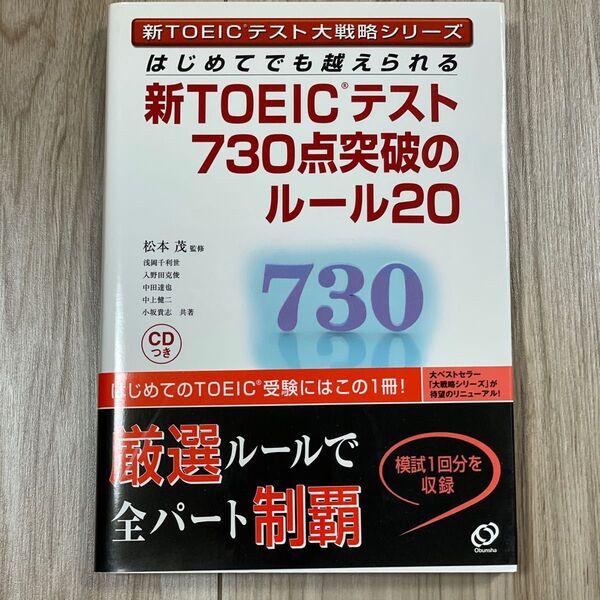 新TOEIC®テスト大戦略シリーズ
はじめてでも越えられる
新TOEIC®テスト
730点突破の
ルール20
松本 茂 監修
浅岡千利世
入野田克俊
中田達也
中上健二
小坂貴志 共著
730
CD
つき
はじめてのTOEIC®受験にはこの1冊!
大ベストセラー
「大戦略シリーズ」が
待望のリニューアル!
厳選ルールで
全パート制覇
模試1回分を
収録
Obunsha